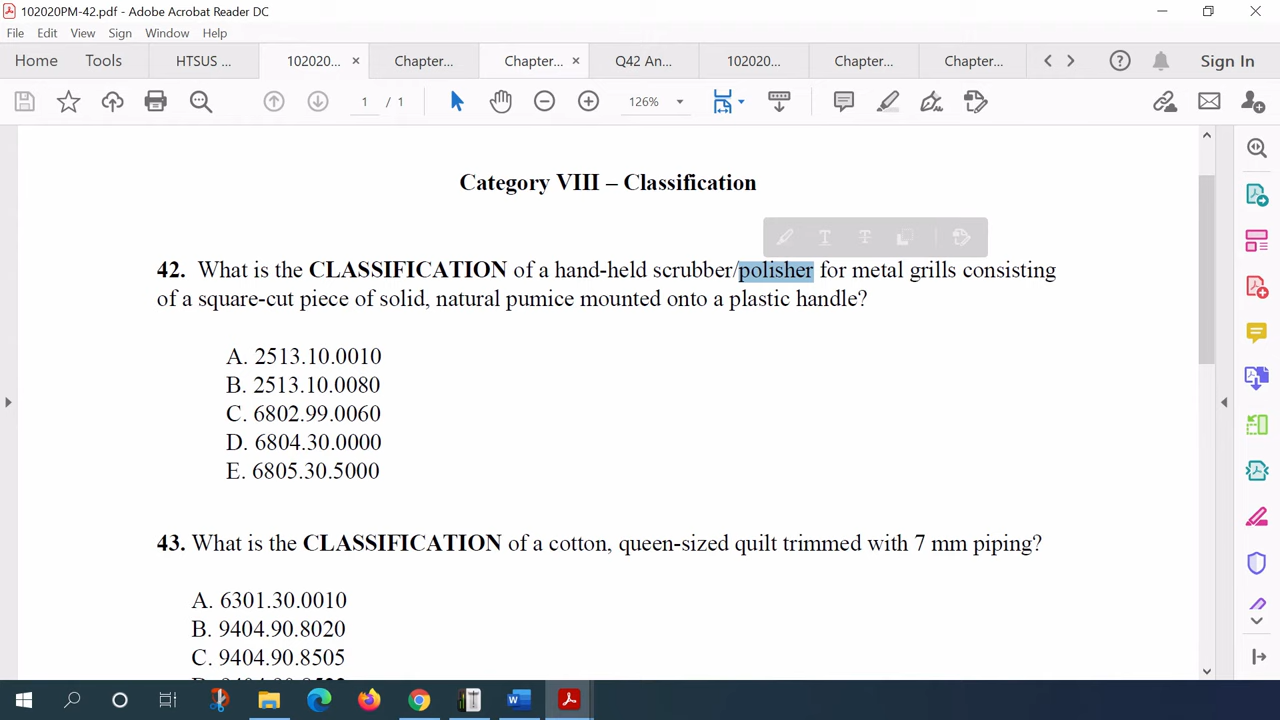 102020PM-42.pdf - Adobe Acrobat Reader DC
File Edit View Sign Window Help
Home Tools HTSUS ... 102020... × Chapter... Chapter... × Q42 An... 102020... Chapter... Chapter... Sign In
1 / 1 126%
Category VIII – Classification
42. What is the CLASSIFICATION of a hand-held scrubber/polisher for metal grills consisting
of a square-cut piece of solid, natural pumice mounted onto a plastic handle?
A. 2513.10.0010
B. 2513.10.0080
C. 6802.99.0060
D. 6804.30.0000
E. 6805.30.5000
43. What is the CLASSIFICATION of a cotton, queen-sized quilt trimmed with 7 mm piping?
A. 6301.30.0010
B. 9404.90.8020
C. 9404.90.8505